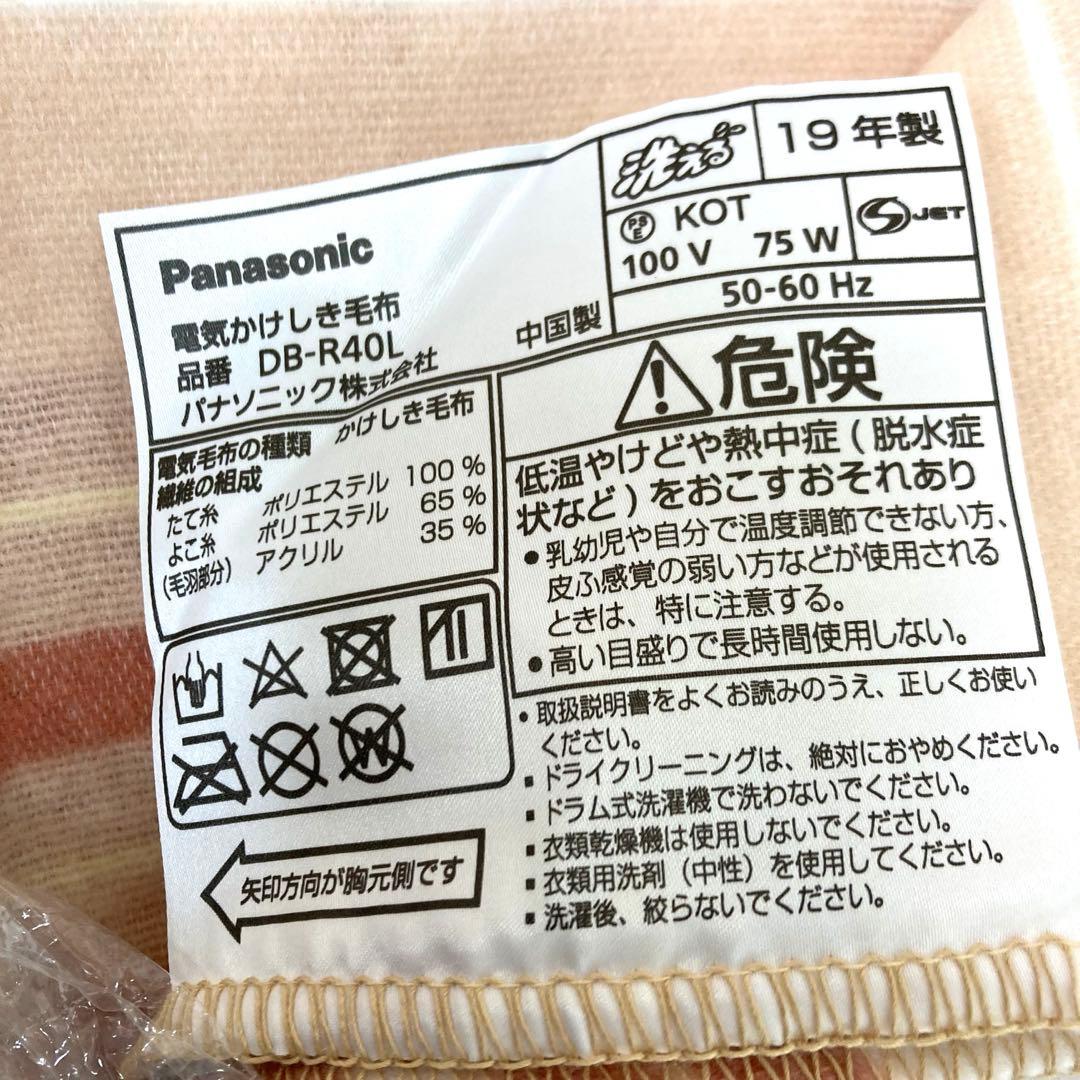 Panasonic
電気かけしき毛布
品番 DB-R40L
パナソニック株式会社
中国製
洗える
19年製
PSE KOT
100 V 75 W
S JET
50-60 Hz
電気毛布の種類 かけしき毛布
繊維の組成
たて糸 ポリエステル 100 %
よこ糸 ポリエステル 65 %
(毛羽部分) アクリル 35 %
危険
低温やけどや熱中症(脱水症
状など)をおこすおそれあり
●乳幼児や自分で温度調節できない方、
皮ふ感覚の弱い方などが使用される
ときは、特に注意する。
●高い目盛りで長時間使用しない。
●取扱説明書をよくお読みのうえ、正しくお使い
ください。
■ドライクリーニングは、絶対におやめください。
■ドラム式洗濯機で洗わないでください。
■衣類乾燥機は使用しないでください。
■衣類用洗剤(中性)を使用してください。
■洗濯後、絞らないでください。
W
矢印方向が胸元側です